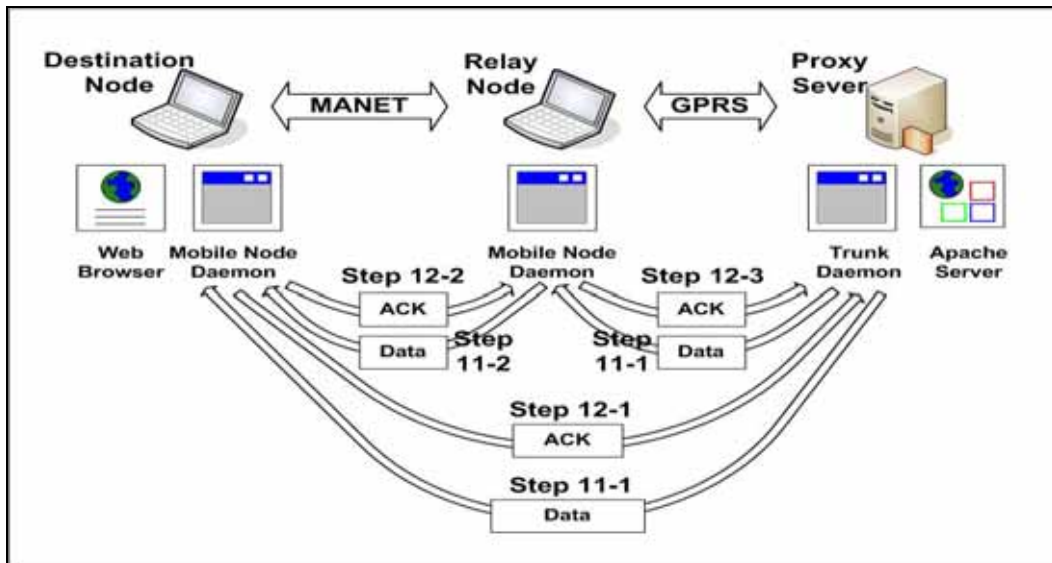 Destination
Node
MANET
Relay
Node
GPRS
Proxy
Sever
Web
Browser
Mobile Node
Daemon
Mobile Node
Daemon
Trunk
Daemon
Apache
Server
Step 12-2
ACK
Data
Step
11-2
Step 12-3
ACK
Step
11-1
Data
Step 12-1
ACK
Step 11-1
Data